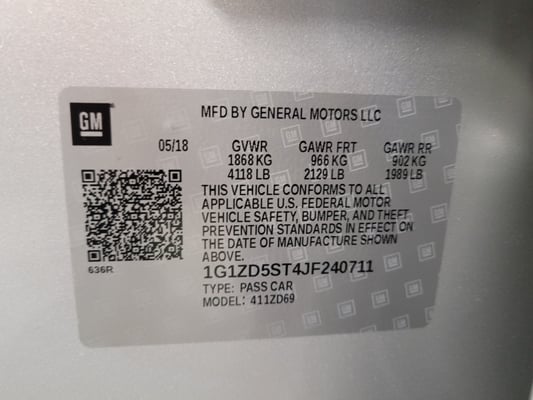 GM
MFD BY GENERAL MOTORS LLC
05/18 GVWR GAWR FRT GAWR RR
1868 KG 966 KG 902 KG
4118 LB 2129 LB 1989 LB
THIS VEHICLE CONFORMS TO ALL
APPLICABLE U.S. FEDERAL MOTOR
VEHICLE SAFETY, BUMPER, AND THEFT
PREVENTION STANDARDS IN EFFECT ON
THE DATE OF MANUFACTURE SHOWN
ABOVE.
636R
1G1ZD5ST4JF240711
TYPE: PASS CAR
MODEL: 411ZD69